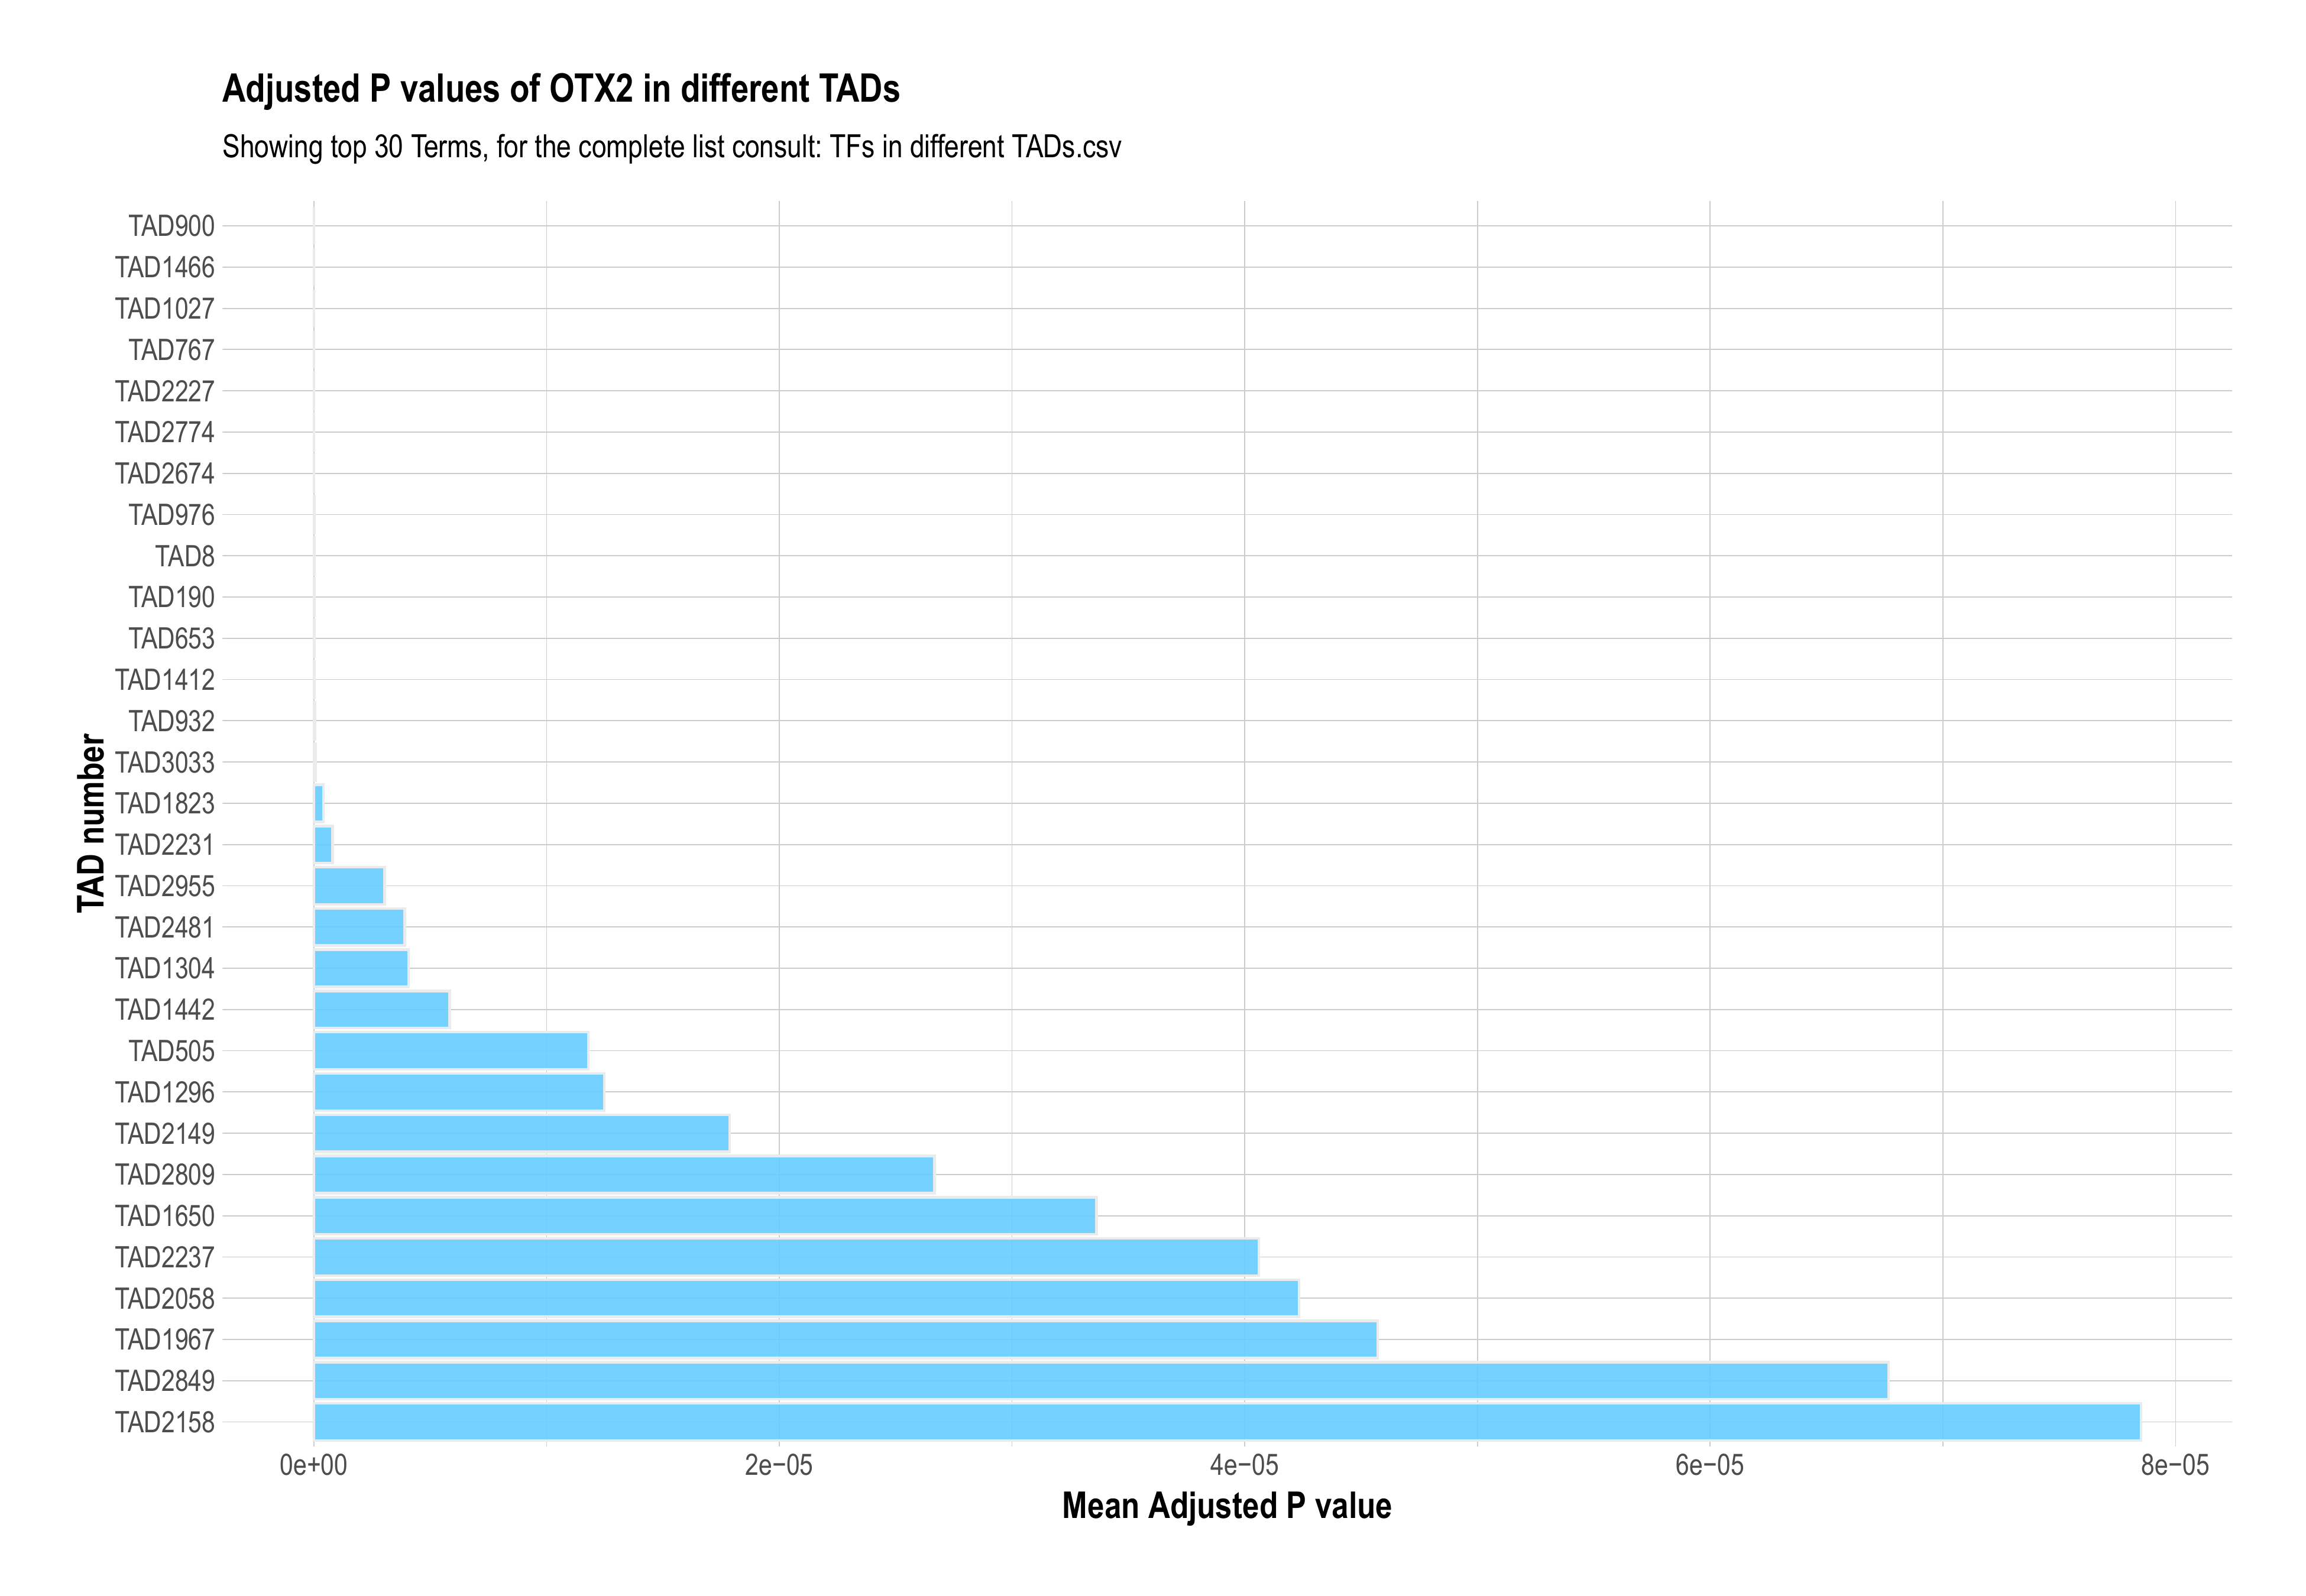 Adjusted P values of OTX2 in different TADs
Showing top 30 Terms, for the complete list consult: TFs in different TADs.csv
TAD900
TAD1466
TAD1027
TAD767
TAD2227
TAD2774
TAD2674
TAD976
TAD8
TAD190
TAD653
TAD1412
TAD932
TAD3033
TAD1823
TAD2231
TAD2955
TAD2481
TAD1304
TAD1442
TAD505
TAD1296
TAD2149
TAD2809
TAD1650
TAD2237
TAD2058
TAD1967
TAD2849
TAD2158
TAD number
0e+00 2e−05 4e−05 6e−05 8e−05
Mean Adjusted P value